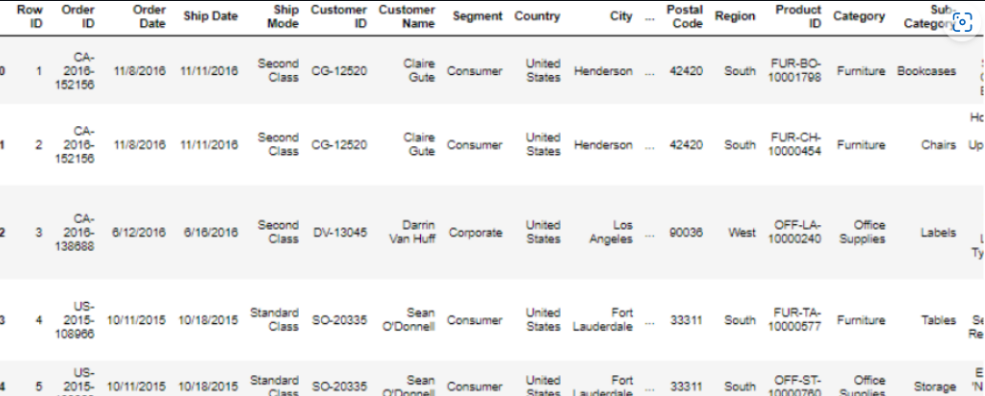 Row ID Order ID Order Date Ship Date Ship Mode Customer ID Customer Name Segment Country City ... Postal Code Region Product ID Category Sub-Category
0 1 CA-2016-152156 11/8/2016 11/11/2016 Second Class CG-12520 Claire Gute Consumer United States Henderson ... 42420 South FUR-BO-10001798 Furniture Bookcases
1 2 CA-2016-152156 11/8/2016 11/11/2016 Second Class CG-12520 Claire Gute Consumer United States Henderson ... 42420 South FUR-CH-10000454 Furniture Chairs
2 3 CA-2016-138688 6/12/2016 6/16/2016 Second Class DV-13045 Darrin Van Huff Corporate United States Los Angeles ... 90036 West OFF-LA-10000240 Office Supplies Labels
3 4 US-2015-108966 10/11/2015 10/18/2015 Standard Class SO-20335 Sean O'Donnell Consumer United States Fort Lauderdale ... 33311 South FUR-TA-10000577 Furniture Tables
4 5 US-2015- 10/11/2015 10/18/2015 Standard Class SO-20335 Sean O'Donnell Consumer United States Fort Lauderdale ... 33311 South OFF-ST-10000760 Office Supplies Storage